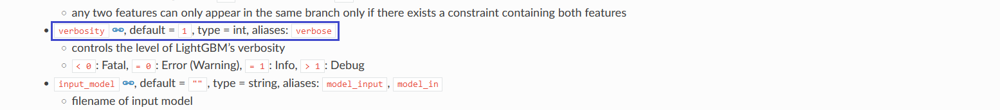 any two features can only appear in the same branch only if there exists a constraint containing both features
verbosity , default = 1 , type = int, aliases: verbose
controls the level of LightGBM’s verbosity
< 0 : Fatal, = 0 : Error (Warning), = 1 : Info, > 1 : Debug
input_model , default = "" , type = string, aliases: model_input , model_in
filename of input model